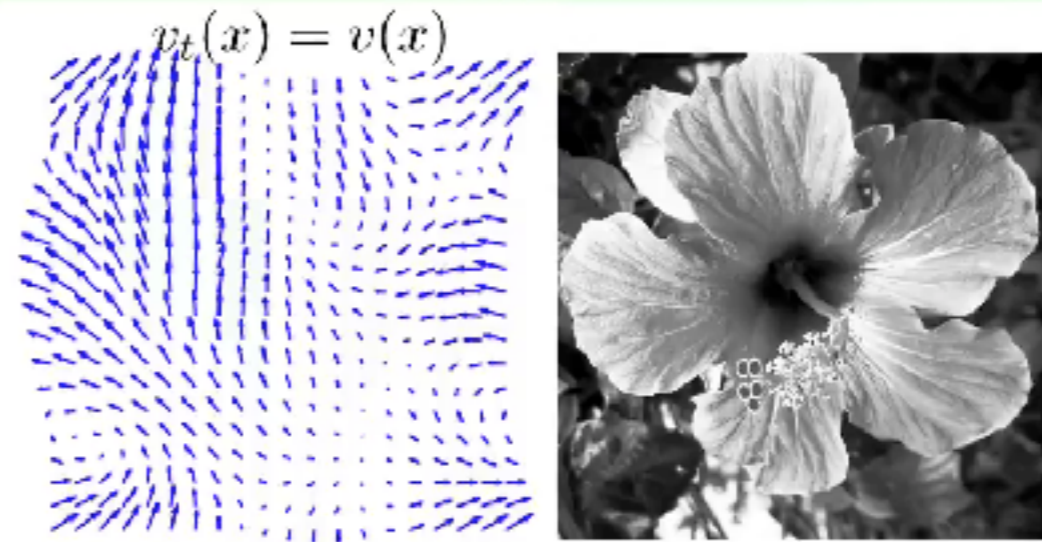 v_t(x) = v(x)